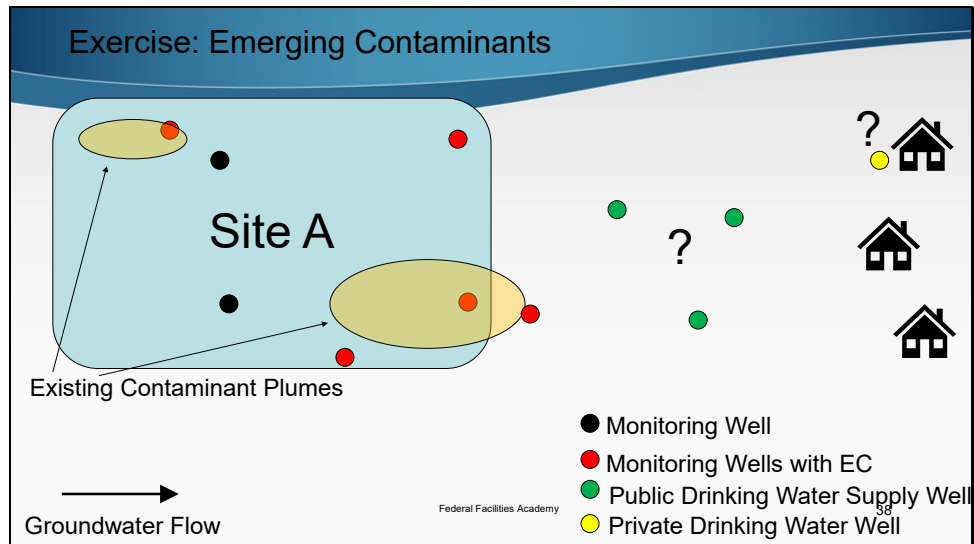 Exercise: Emerging Contaminants
?
Site A
?
Existing Contaminant Plumes
Monitoring Well
Monitoring Wells with EC
Public Drinking Water Supply Well
Private Drinking Water Well
Groundwater Flow
Federal Facilities Academy
38